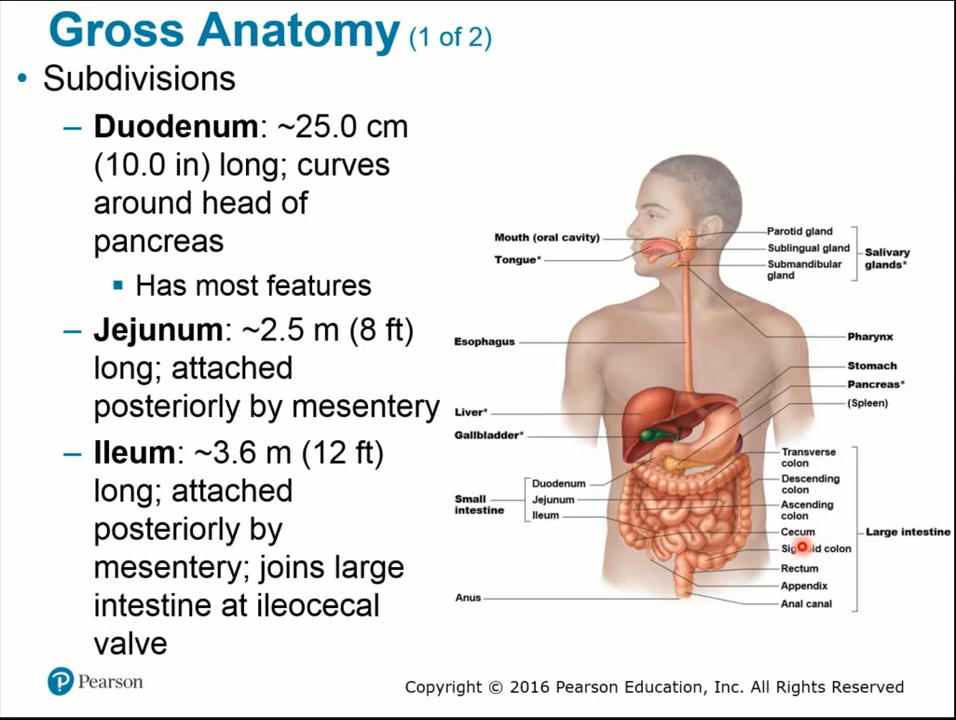 Gross Anatomy (1 of 2)
• Subdivisions
– Duodenum: ~25.0 cm
(10.0 in) long; curves
around head of
pancreas
▪ Has most features
– Jejunum: ~2.5 m (8 ft)
long; attached
posteriorly by mesentery
– Ileum: ~3.6 m (12 ft)
long; attached
posteriorly by
mesentery; joins large
intestine at ileocecal
valve
Mouth (oral cavity)
Tongue*
Parotid gland
Sublingual gland
Submandibular
gland
Salivary
glands*
Esophagus
Pharynx
Stomach
Pancreas*
(Spleen)
Liver*
Gallbladder*
Small
intestine
Duodenum
Jejunum
Ileum
Transverse
colon
Descending
colon
Ascending
colon
Cecum
Sigmoid colon
Rectum
Appendix
Anal canal
Large intestine
Anus
P Pearson
Copyright © 2016 Pearson Education, Inc. All Rights Reserved